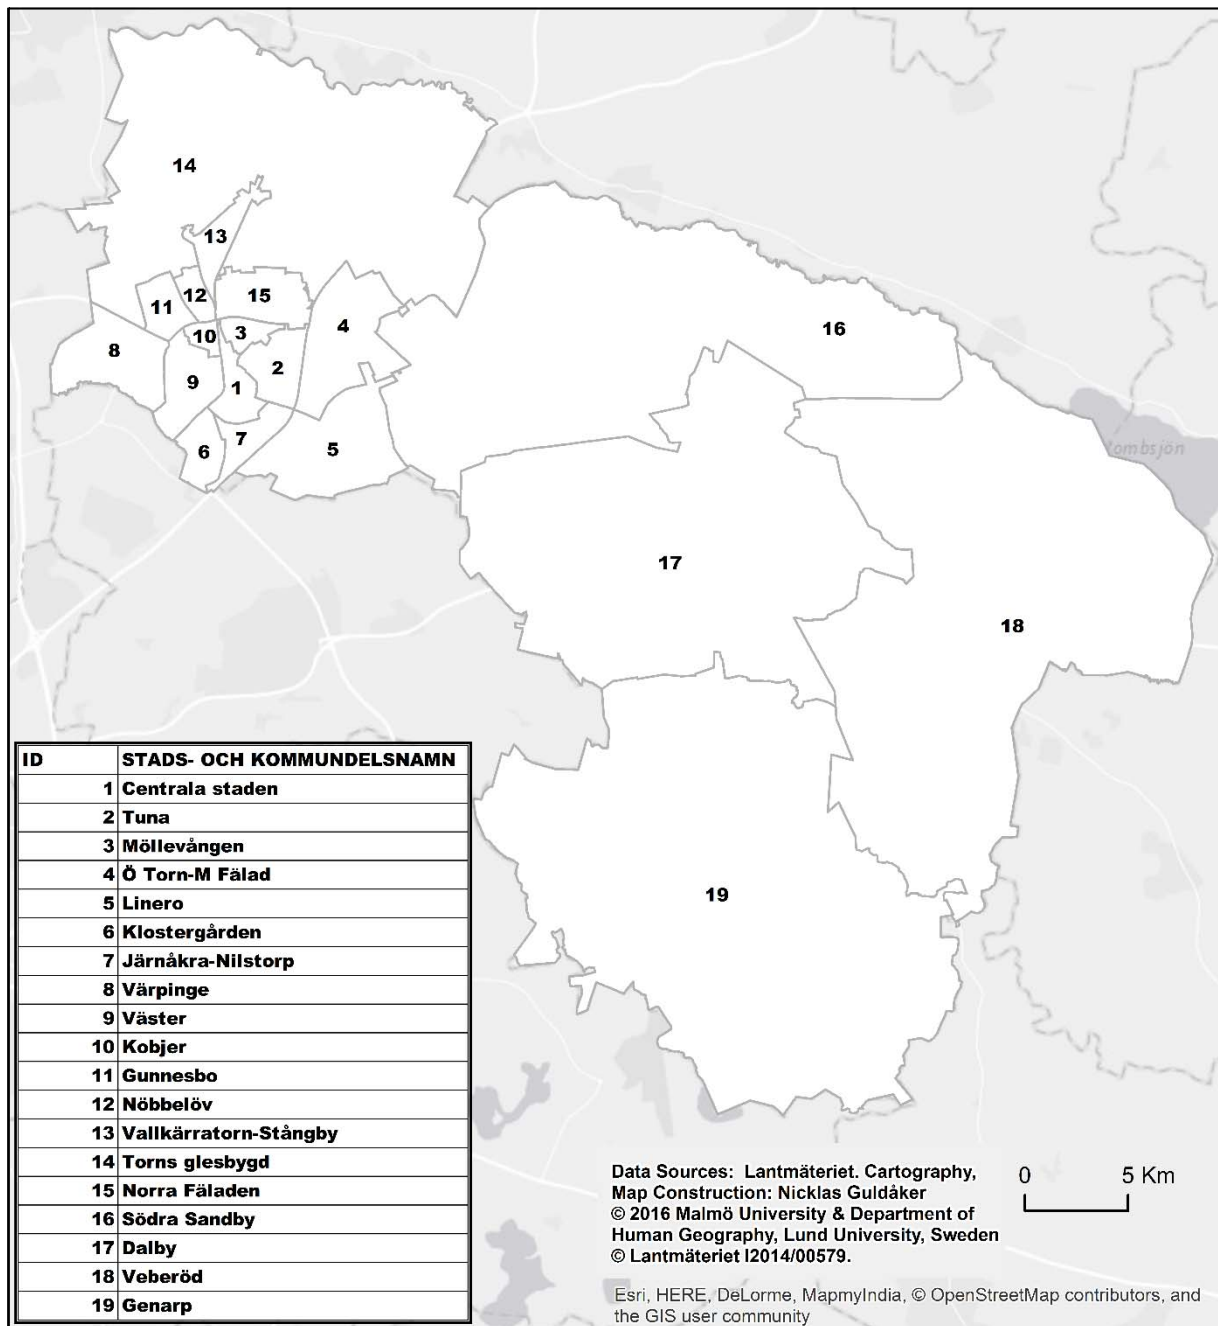 14
13
12
15
11
10
3
4
16
8
2
9
1
7
6
5
ombsjön
17
18
19
ID STADS- OCH KOMMUNDELSNAMN
1 Centrala staden
2 Tuna
3 Möllevången
4 Ö Torn-M Fälad
5 Linero
6 Klostergården
7 Järnåkra-Nilstorp
8 Värpinge
9 Väster
10 Kobjer
11 Gunnesbo
12 Nöbbelöv
13 Vallkärratorn-Stångby
14 Torns glesbygd
15 Norra Fäladen
16 Södra Sandby
17 Dalby
18 Veberöd
19 Genarp
Data Sources: Lantmäteriet. Cartography,
Map Construction: Nicklas Guldåker
© 2016 Malmö University & Department of
Human Geography, Lund University, Sweden
© Lantmäteriet I2014/00579.
0 5 Km
Esri, HERE, DeLorme, MapmyIndia, © OpenStreetMap contributors, and
the GIS user community